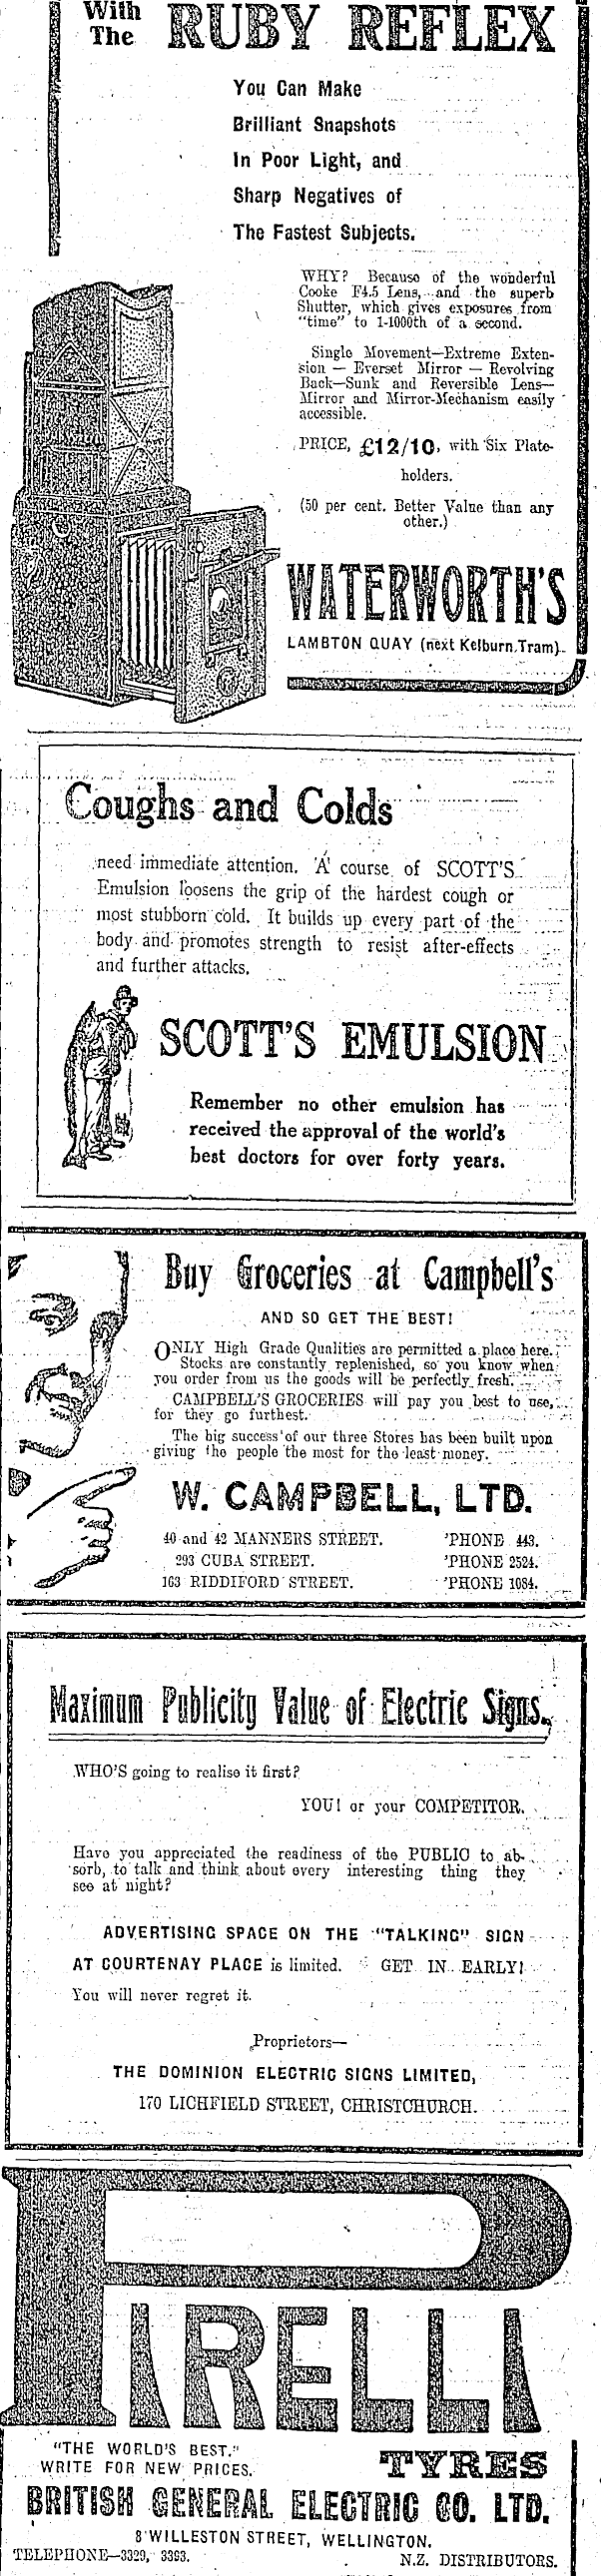 With
The
RUBY REFLEX
You Can Make
Brilliant Snapshots
In Poor Light, and
Sharp Negatives of
The Fastest Subjects.
WHY? Because of the wonderful
Cooke F4.5 Lens, and the superb
Shutter, which gives exposures from
"time" to 1-1000th of a second.
Single Movement—Extreme Exten-
sion — Everset Mirror — Revolving
Back—Sunk and Reversible Lens—
Mirror and Mirror-Mechanism easily
accessible.
PRICE, £12/10, with Six Plate-
holders.
(50 per cent. Better Value than any
other.)
WATERWORTH'S
LAMBTON QUAY (next Kelburn Tram).
Coughs and Colds
need immediate attention. A course of SCOTT'S
Emulsion loosens the grip of the hardest cough or
most stubborn cold. It builds up every part of the
body and promotes strength to resist after-effects
and further attacks.
SCOTT'S EMULSION
Remember no other emulsion has
received the approval of the world's
best doctors for over forty years.
Buy Groceries at Campbell's
AND SO GET THE BEST!
ONLY High Grade Qualities are permitted a place here.
Stocks are constantly replenished, so you know when
you order from us the goods will be perfectly fresh.
CAMPBELL'S GROCERIES will pay you best to use,
for they go furthest.
The big success of our three Stores has been built upon
giving the people the most for the least money.
W. CAMPBELL, LTD.
40 and 42 MANNERS STREET. 'PHONE 443.
293 CUBA STREET. 'PHONE 2524.
163 RIDDIFORD STREET. 'PHONE 1084.
Maximum Publicity Value of Electric Signs.
WHO'S going to realise it first?
YOU! or your COMPETITOR.
Have you appreciated the readiness of the PUBLIC to ab-
sorb, to talk and think about every interesting thing they
see at night?
ADVERTISING SPACE ON THE "TALKING" SIGN
AT COURTENAY PLACE is limited. GET IN EARLY!
You will never regret it.
Proprietors—
THE DOMINION ELECTRIC SIGNS LIMITED,
170 LICHFIELD STREET, CHRISTCHURCH.
PIRELLI
"THE WORLD'S BEST."
WRITE FOR NEW PRICES.
TYRES
BRITISH GENERAL ELECTRIC CO. LTD.
8 WILLESTON STREET, WELLINGTON.
TELEPHONE—3329, 3393.
N.Z. DISTRIBUTORS.